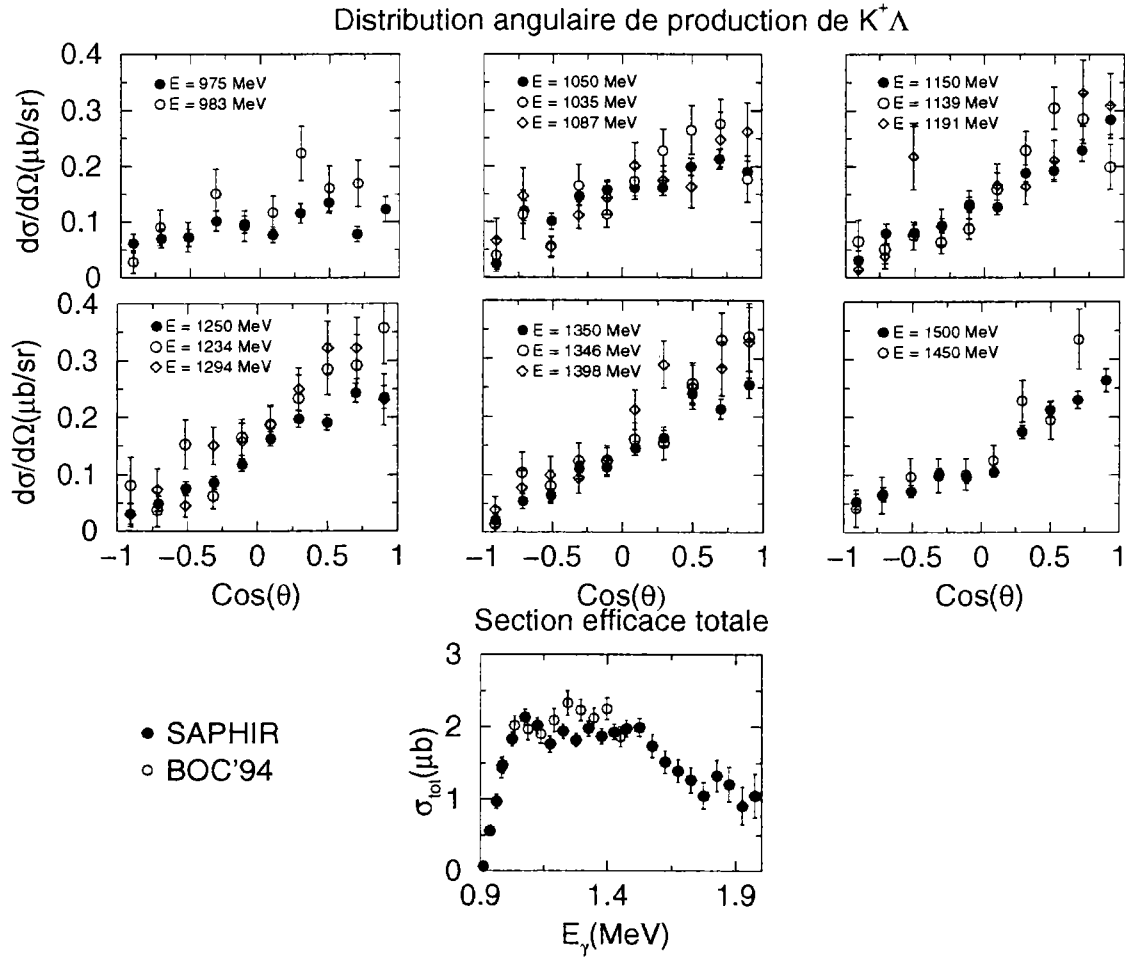 Distribution angulaire de production de K⁺Λ
0.4
0.3
0.2
0.1
0
dσ/dΩ(μb/sr)
E = 975 MeV
E = 983 MeV
E = 1050 MeV
E = 1035 MeV
E = 1087 MeV
E = 1150 MeV
E = 1139 MeV
E = 1191 MeV
0.4
0.3
0.2
0.1
0
dσ/dΩ(μb/sr)
E = 1250 MeV
E = 1234 MeV
E = 1294 MeV
E = 1350 MeV
E = 1346 MeV
E = 1398 MeV
E = 1500 MeV
E = 1450 MeV
−1 −0.5 0 0.5 1
−1 −0.5 0 0.5 1
−1 −0.5 0 0.5 1
Cos(θ)
Cos(θ)
Cos(θ)
Section efficace totale
SAPHIR
BOC'94
3
2
1
0
σtot(μb)
0.9 1.4 1.9
Eγ(MeV)